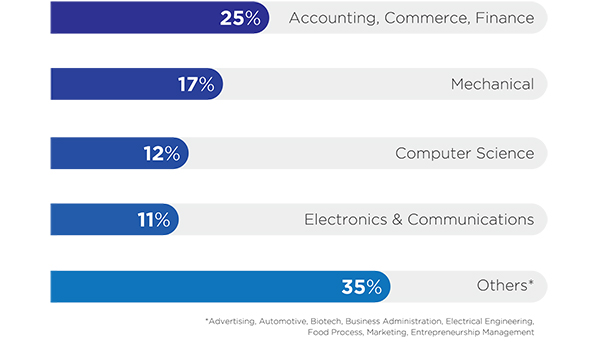 25% Accounting, Commerce, Finance
17% Mechanical
12% Computer Science
11% Electronics & Communications
35% Others*
*Advertising, Automotive, Biotech, Business Administration, Electrical Engineering,
Food Process, Marketing, Entrepreneurship Management